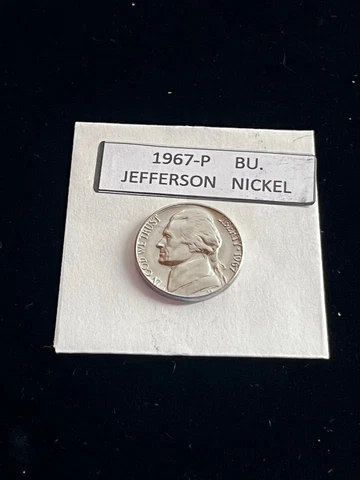 1967-P BU.
JEFFERSON NICKEL
IN GOD WE TRUST
LIBERTY 1967